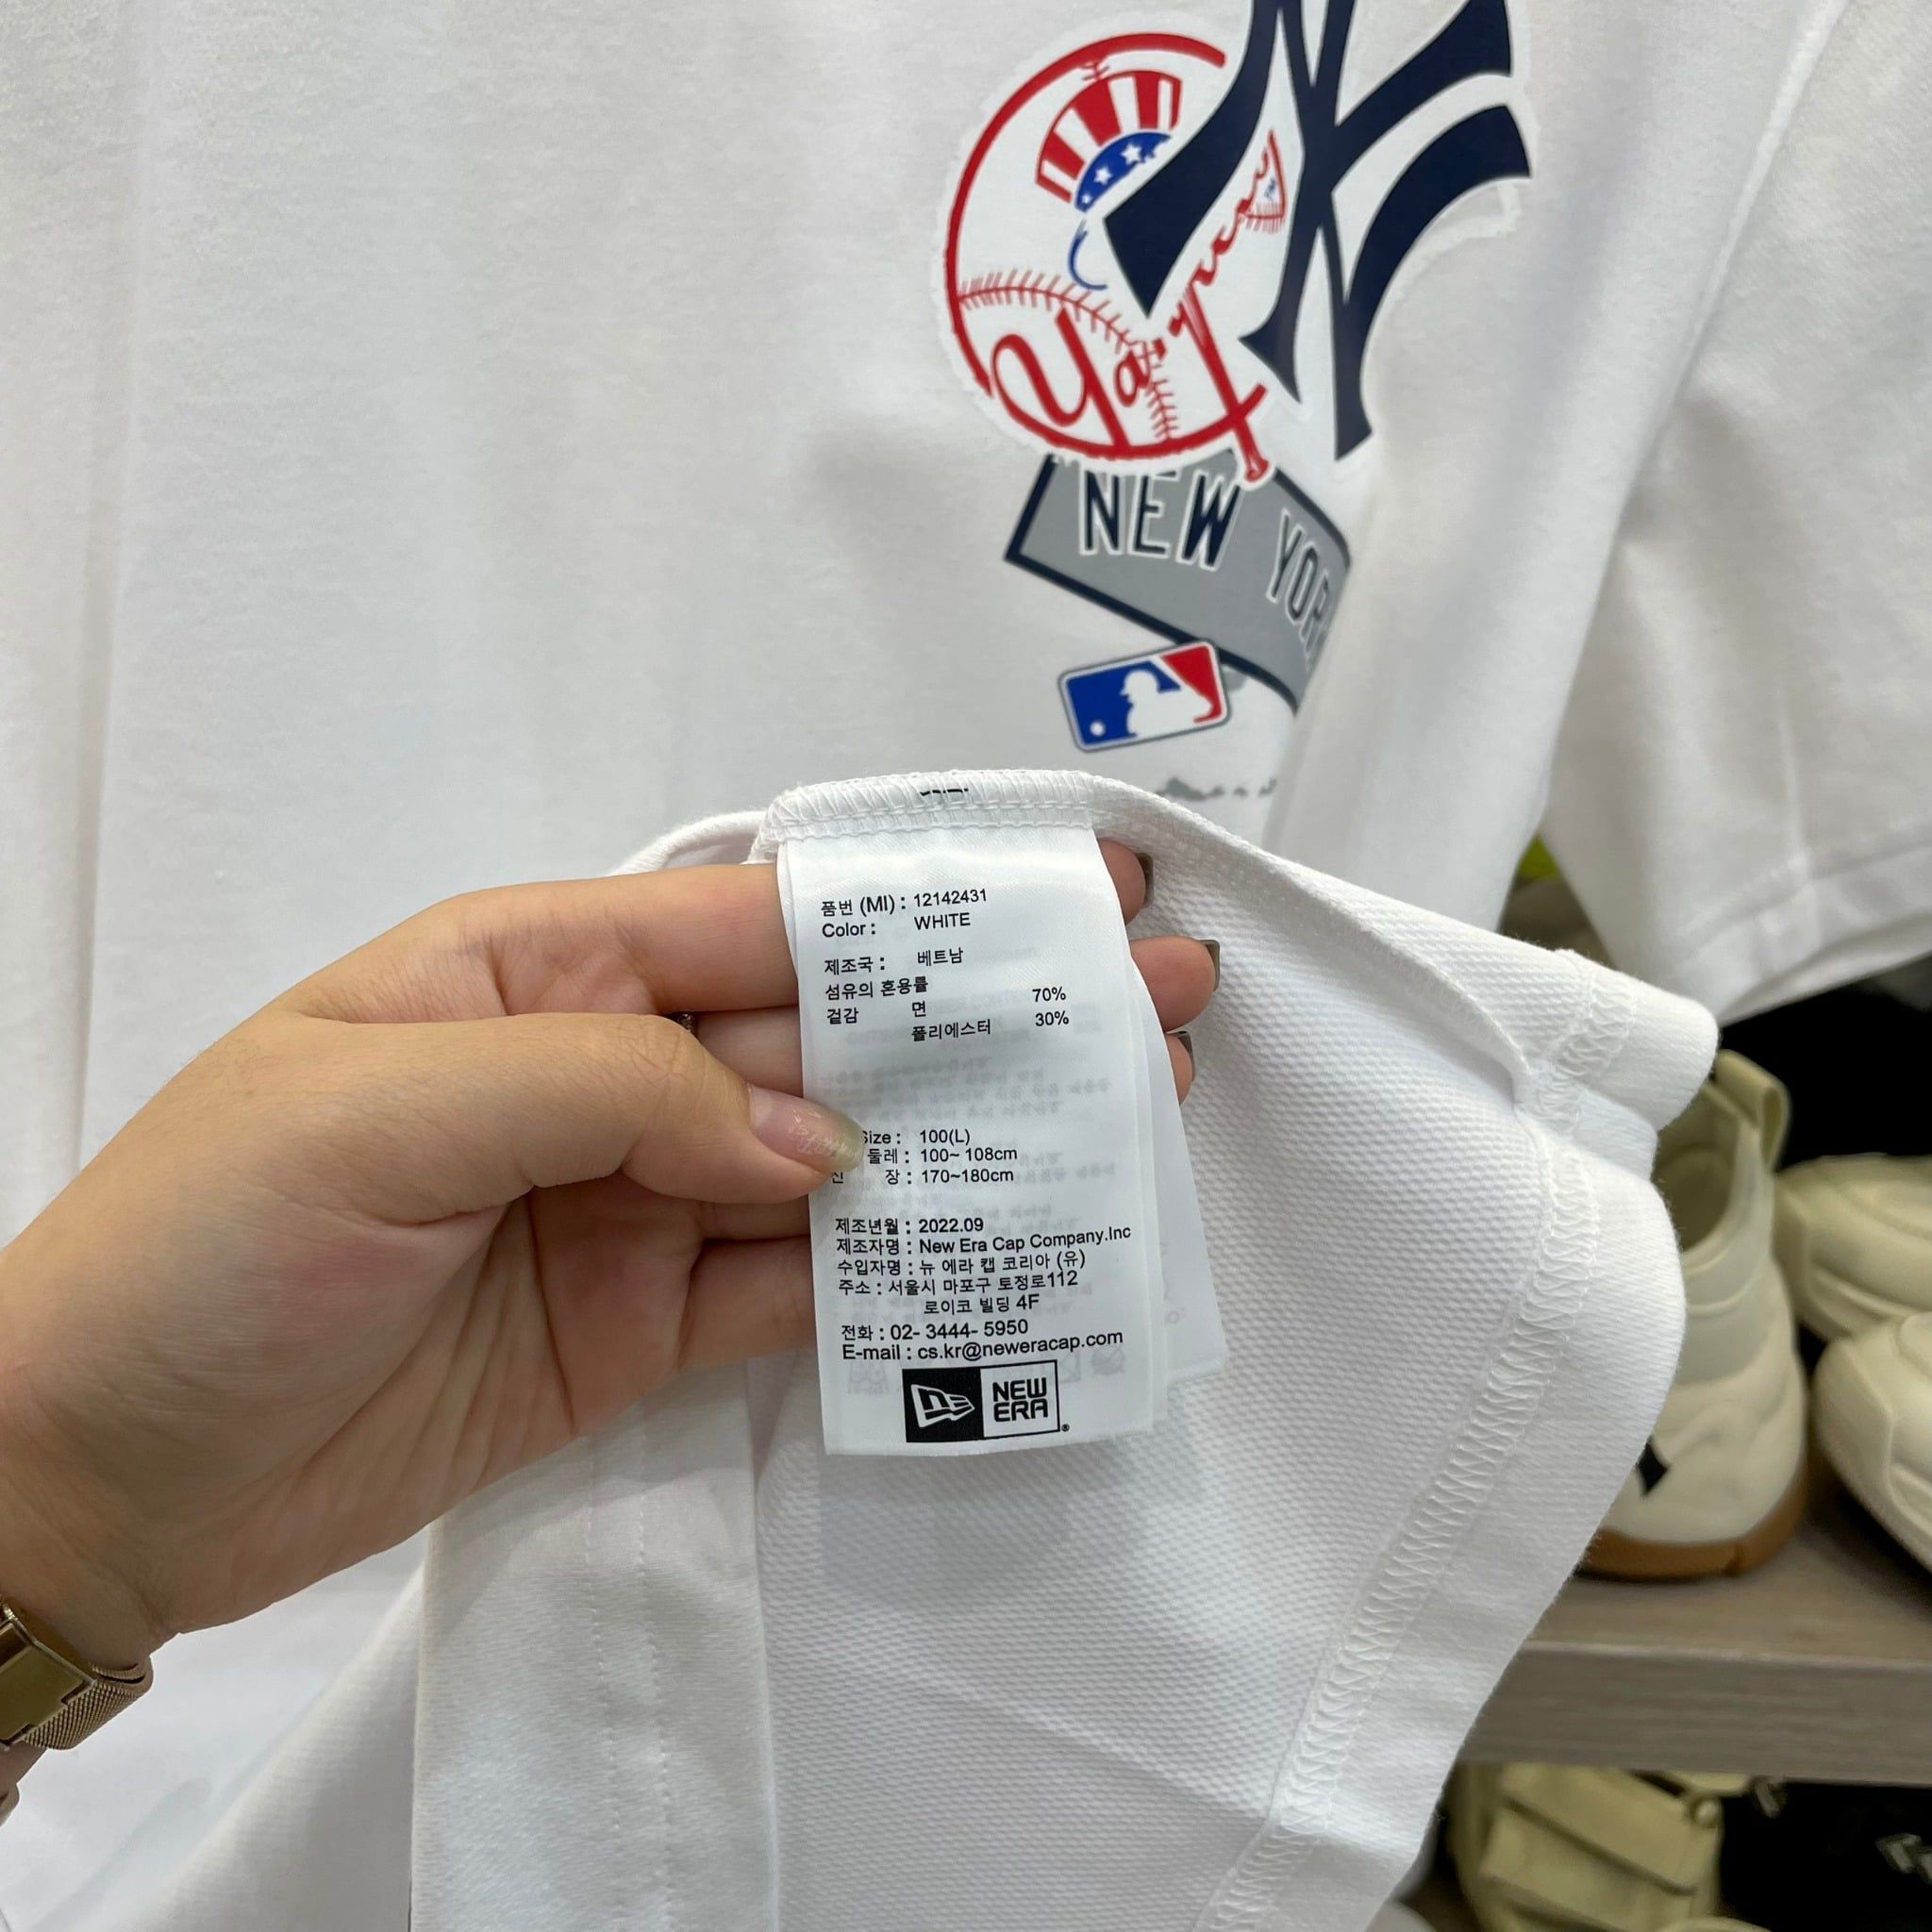 Yankees
NEW YORK
품번 (MI) : 12142431
Color : WHITE
제조국 : 베트남
섬유의 혼용률
겉감 면 70%
폴리에스터 30%
Size : 100(L)
둘레 : 100~ 108cm
신 장 : 170~180cm
제조년월 : 2022.09
제조자명 : New Era Cap Company.Inc
수입자명 : 뉴 에라 캡 코리아 (유)
주소 : 서울시 마포구 토정로112
로이코 빌딩 4F
전화 : 02- 3444- 5950
E-mail : cs.kr@neweracap.com
NEW
ERA